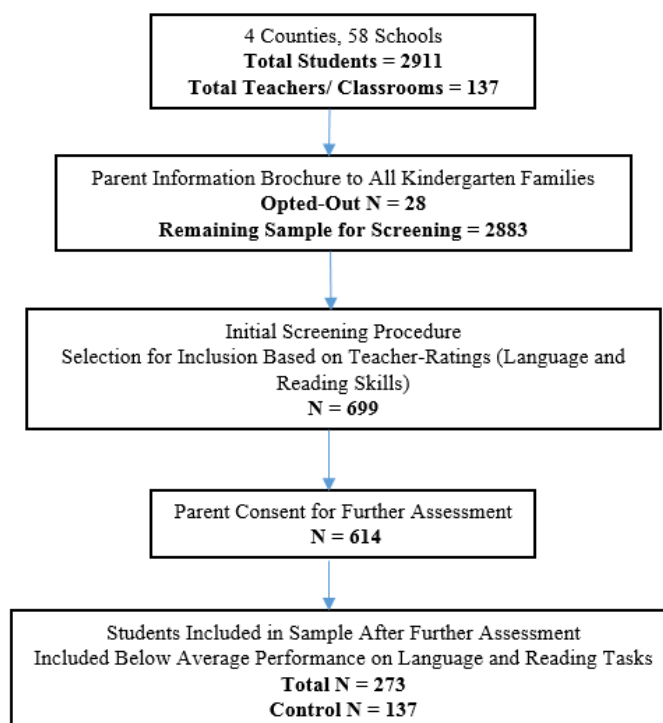 4 Counties, 58 Schools
Total Students = 2911
Total Teachers/ Classrooms = 137
Parent Information Brochure to All Kindergarten Families
Opted-Out N = 28
Remaining Sample for Screening = 2883
Initial Screening Procedure
Selection for Inclusion Based on Teacher-Ratings (Language and
Reading Skills)
N = 699
Parent Consent for Further Assessment
N = 614
Students Included in Sample After Further Assessment
Included Below Average Performance on Language and Reading Tasks
Total N = 273
Control N = 137